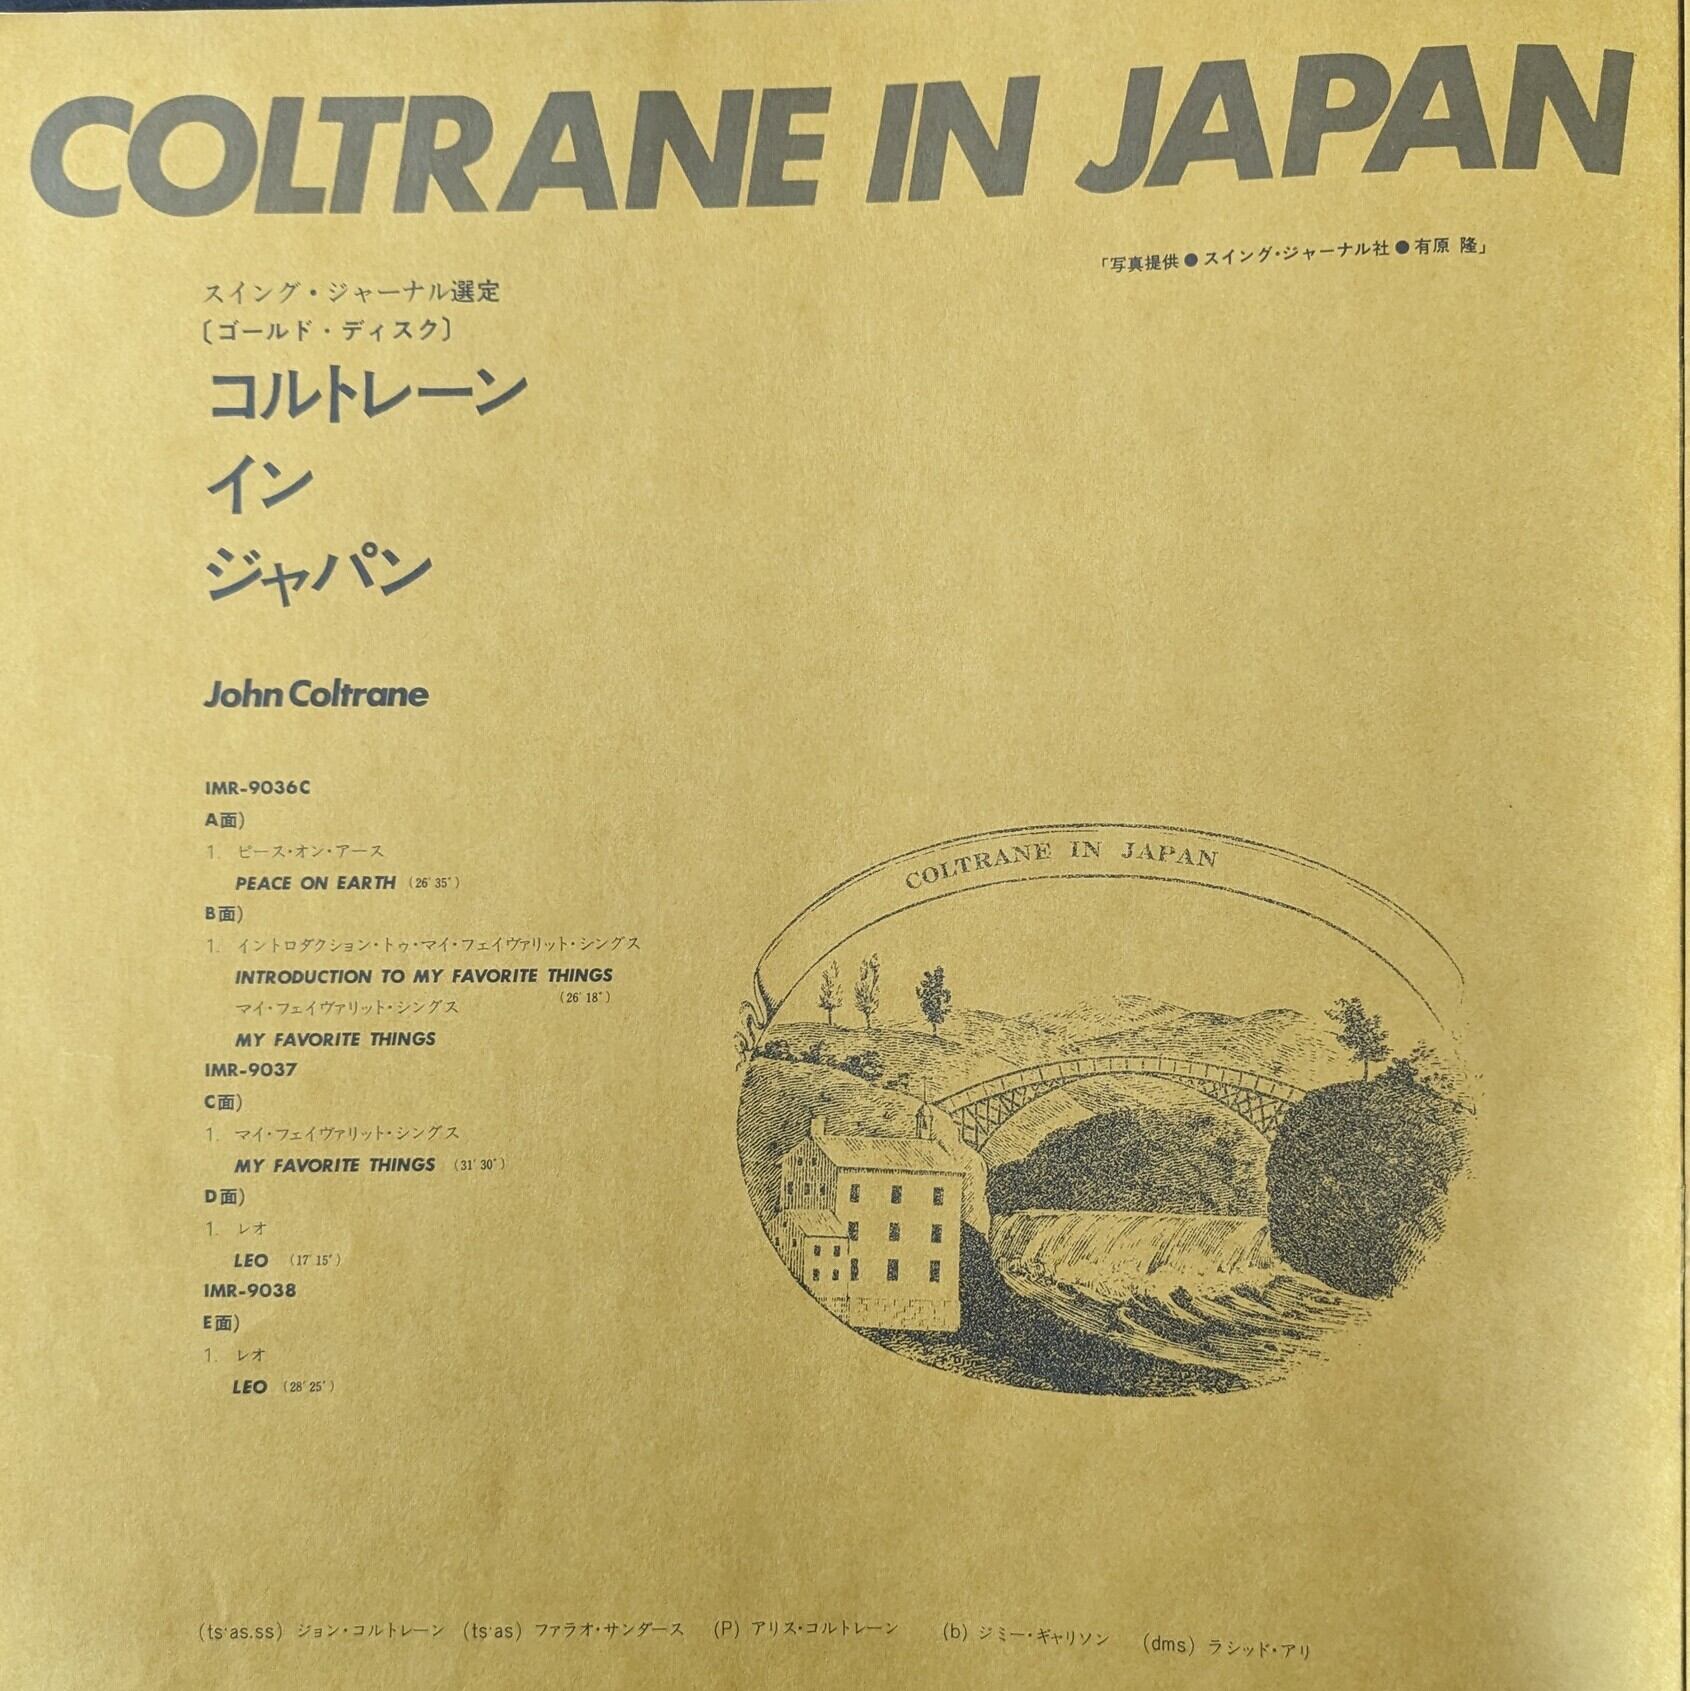 COLTRANE IN JAPAN
「写真提供●スイング・ジャーナル社●有原 隆」
スイング・ジャーナル選定
〔ゴールド・ディスク〕
コルトレーン
イン
ジャパン
John Coltrane
IMR-9036C
A面)
1. ピース・オン・アース
PEACE ON EARTH (26′35″)
B面)
1. イントロダクション・トゥ・マイ・フェイヴァリット・シングス
INTRODUCTION TO MY FAVORITE THINGS
(26′18″)
マイ・フェイヴァリット・シングス
MY FAVORITE THINGS
IMR-9037
C面)
1. マイ・フェイヴァリット・シングス
MY FAVORITE THINGS (31′30″)
D面)
1. レオ
LEO (17′15″)
IMR-9038
E面)
1. レオ
LEO (28′25″)
COLTRANE IN JAPAN
(ts·as.ss) ジョン・コルトレーン (ts·as) ファラオ・サンダース (P) アリス・コルトレーン (b) ジミー・ギャリソン (dms) ラシッド・アリ